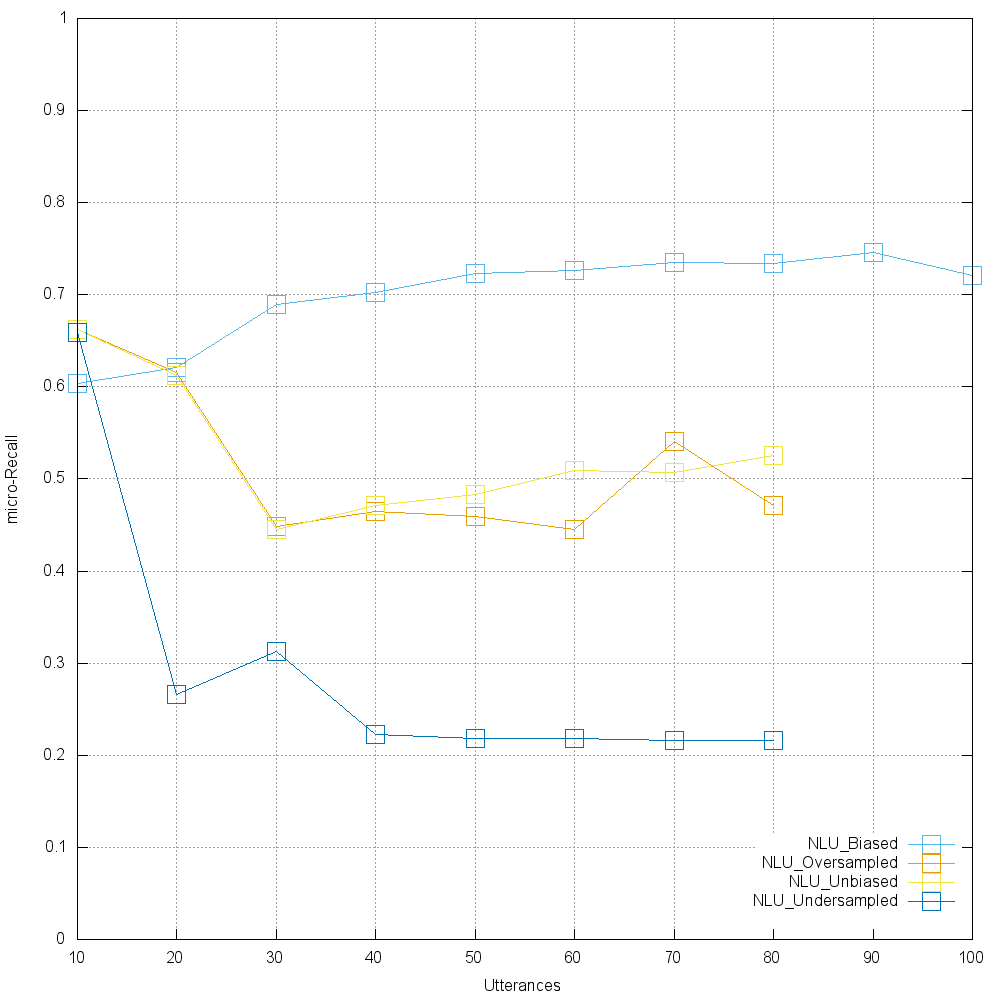 1
0.9
0.8
0.7
0.6
0.5
0.4
0.3
0.2
0.1
0
micro-Recall
NLU_Biased
NLU_Oversampled
NLU_Unbiased
NLU_Undersampled
10 20 30 40 50 60 70 80 90 100
Utterances